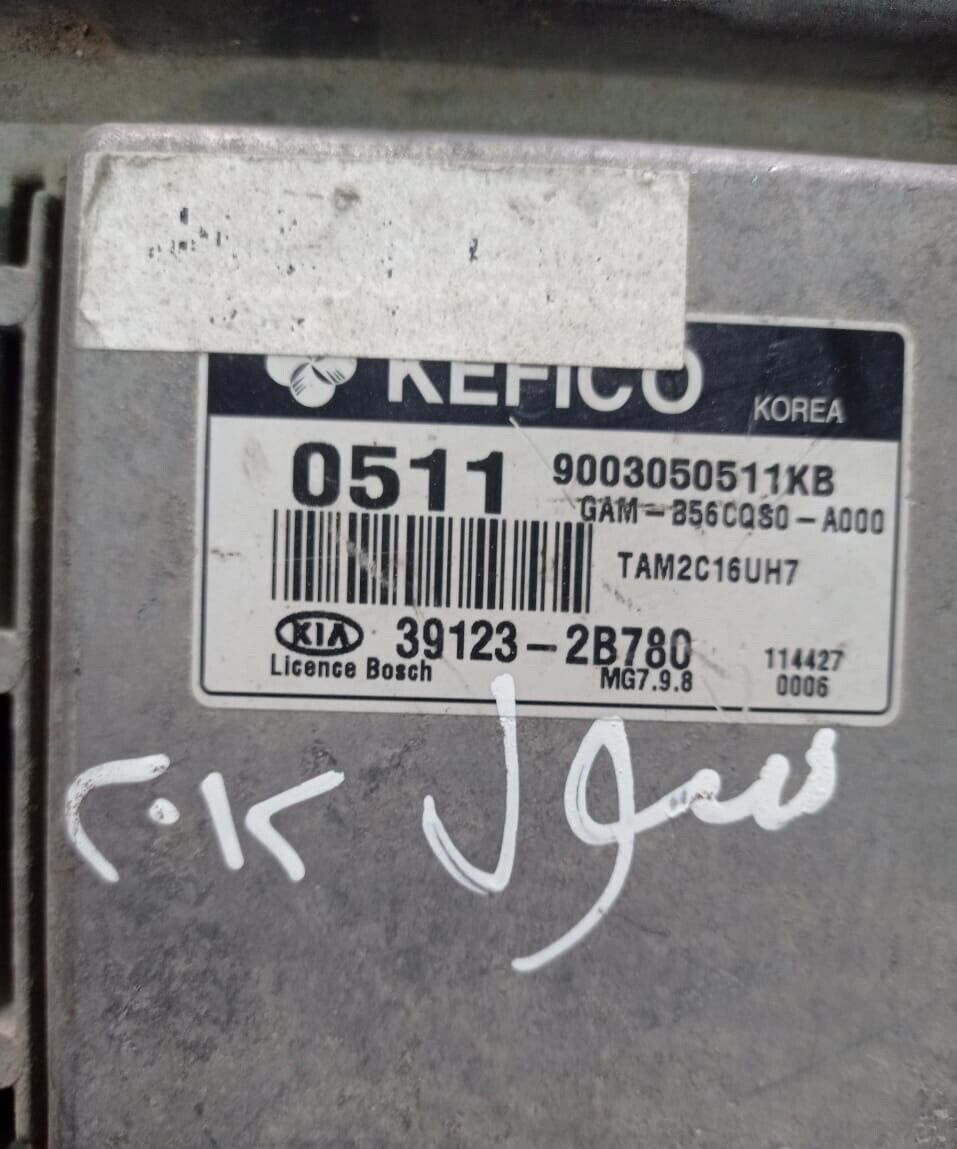 KEFICO KOREA
0511 9003050511KB
GAM-B56CQS0-A000
TAM2C16UH7
KIA 39123-2B780 114427
Licence Bosch MG7.9.8 0006
سول ٢٠١٢